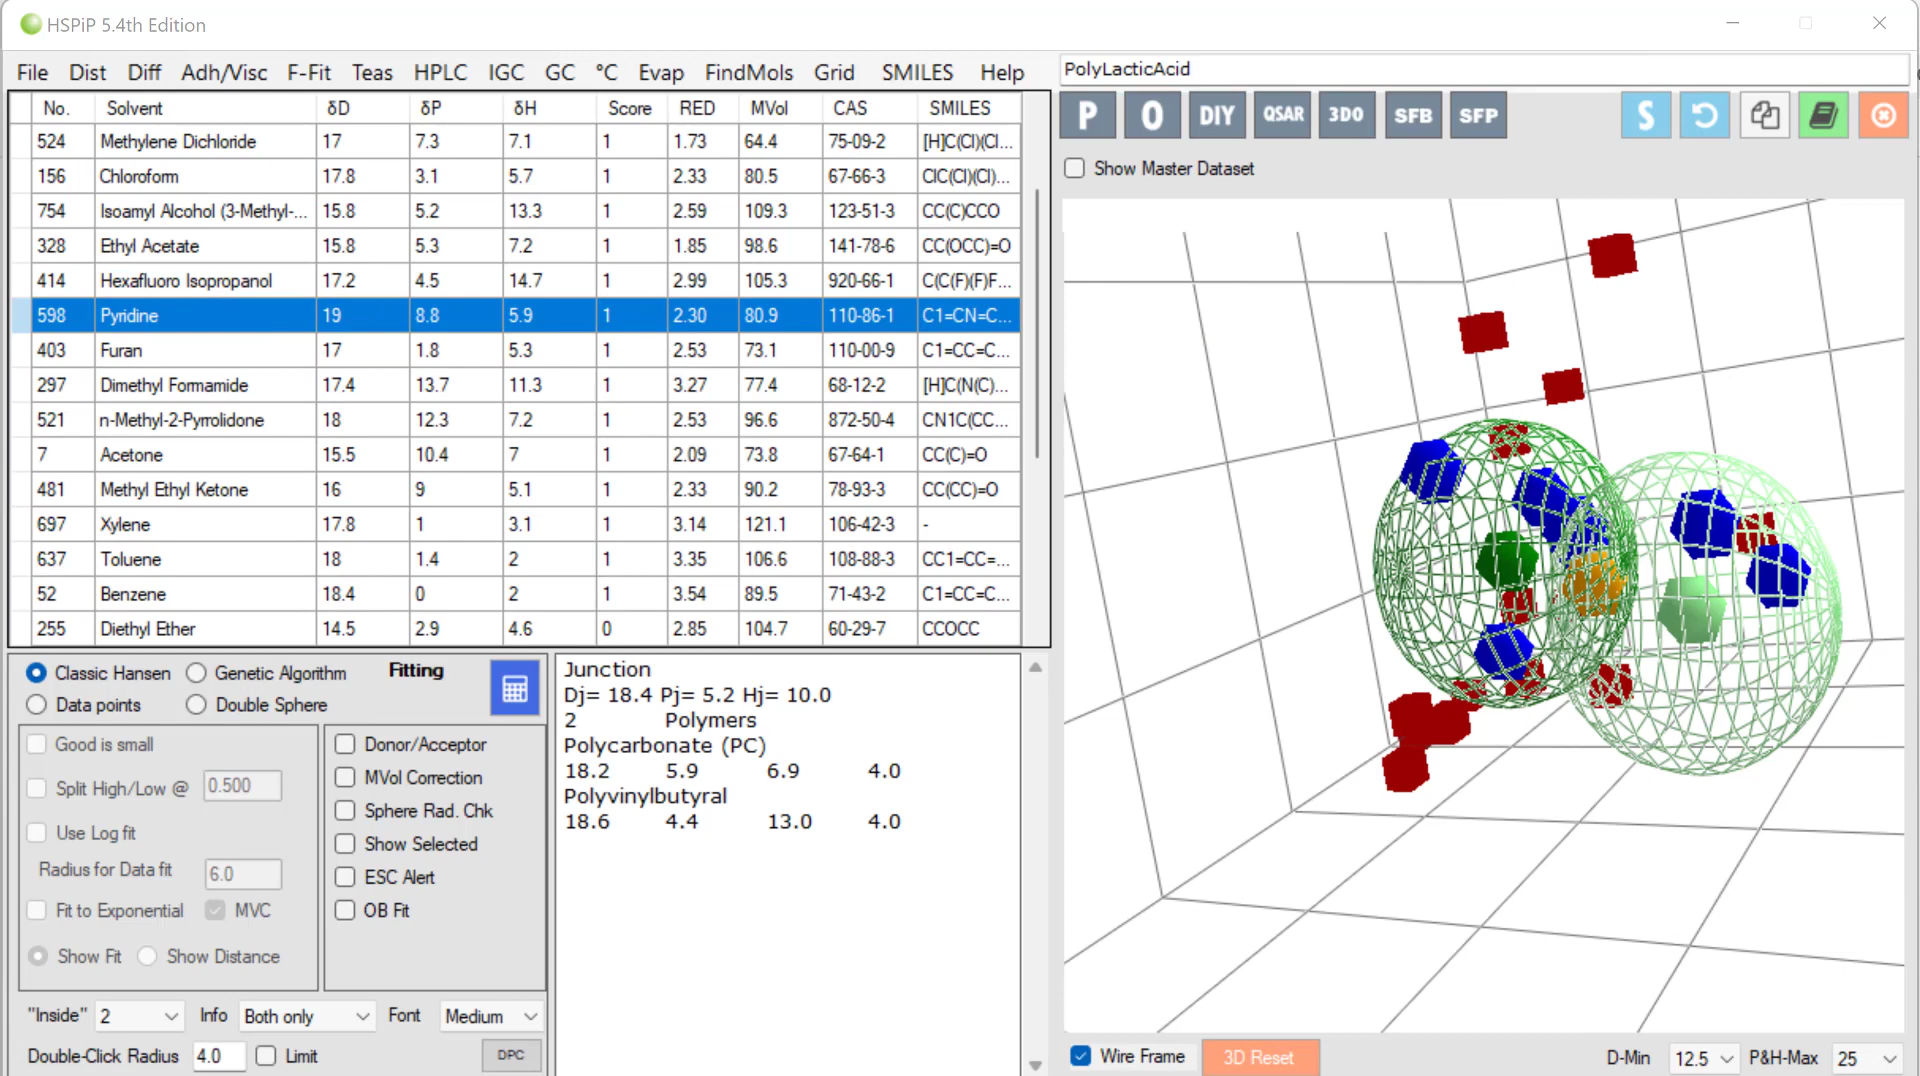 HSPiP 5.4th Edition
File Dist Diff Adh/Visc F-Fit Teas HPLC IGC GC °C Evap FindMols Grid SMILES Help
PolyLacticAcid
P O DIY QSAR 3DO SFB SFP S
Show Master Dataset
No. Solvent δD δP δH Score RED MVol CAS SMILES
524 Methylene Dichloride 17 7.3 7.1 1 1.73 64.4 75-09-2 [H]C(Cl)(Cl...
156 Chloroform 17.8 3.1 5.7 1 2.33 80.5 67-66-3 ClC(Cl)(Cl)...
754 Isoamyl Alcohol (3-Methyl-... 15.8 5.2 13.3 1 2.59 109.3 123-51-3 CC(C)CCO
328 Ethyl Acetate 15.8 5.3 7.2 1 1.85 98.6 141-78-6 CC(OCC)=O
414 Hexafluoro Isopropanol 17.2 4.5 14.7 1 2.99 105.3 920-66-1 C(C(F)(F)F...
598 Pyridine 19 8.8 5.9 1 2.30 80.9 110-86-1 C1=CN=C...
403 Furan 17 1.8 5.3 1 2.53 73.1 110-00-9 C1=CC=C...
297 Dimethyl Formamide 17.4 13.7 11.3 1 3.27 77.4 68-12-2 [H]C(N(C)...
521 n-Methyl-2-Pyrrolidone 18 12.3 7.2 1 2.53 96.6 872-50-4 CN1C(CC...
7 Acetone 15.5 10.4 7 1 2.09 73.8 67-64-1 CC(C)=O
481 Methyl Ethyl Ketone 16 9 5.1 1 2.33 90.2 78-93-3 CC(CC)=O
697 Xylene 17.8 1 3.1 1 3.14 121.1 106-42-3 -
637 Toluene 18 1.4 2 1 3.35 106.6 108-88-3 CC1=CC=...
52 Benzene 18.4 0 2 1 3.54 89.5 71-43-2 C1=CC=C...
255 Diethyl Ether 14.5 2.9 4.6 0 2.85 104.7 60-29-7 CCOCC
Classic Hansen Genetic Algorithm Fitting
Data points Double Sphere
Good is small
Split High/Low @ 0.500
Use Log fit
Radius for Data fit 6.0
Fit to Exponential MVC
Show Fit Show Distance
Donor/Acceptor
MVol Correction
Sphere Rad. Chk
Show Selected
ESC Alert
OB Fit
"Inside" 2 Info Both only Font Medium
Double-Click Radius 4.0 Limit DPC
Junction
Dj= 18.4 Pj= 5.2 Hj= 10.0
2 Polymers
Polycarbonate (PC)
18.2 5.9 6.9 4.0
Polyvinylbutyral
18.6 4.4 13.0 4.0
Wire Frame 3D Reset D-Min 12.5 P&H-Max 25